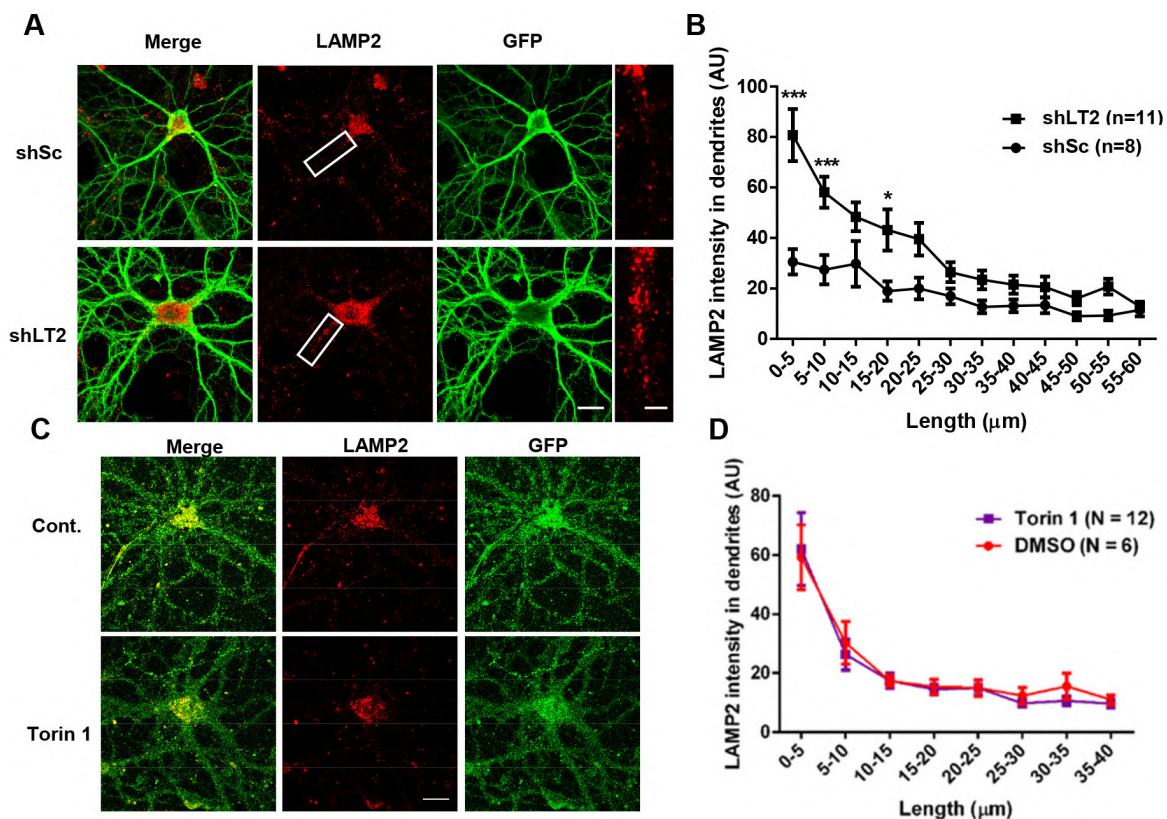 A
Merge
LAMP2
GFP
shSc
shLT2
B
LAMP2 intensity in dendrites (AU)
100
80
60
40
20
0
***
***
*
shLT2 (n=11)
shSc (n=8)
0-5
5-10
10-15
15-20
20-25
25-30
30-35
35-40
40-45
45-50
50-55
55-60
Length (μm)
C
Merge
LAMP2
GFP
Cont.
Torin 1
D
LAMP2 intensity in dendrites (AU)
80
60
40
20
0
Torin 1 (N = 12)
DMSO (N = 6)
0-5
5-10
10-15
15-20
20-25
25-30
30-35
35-40
Length (μm)